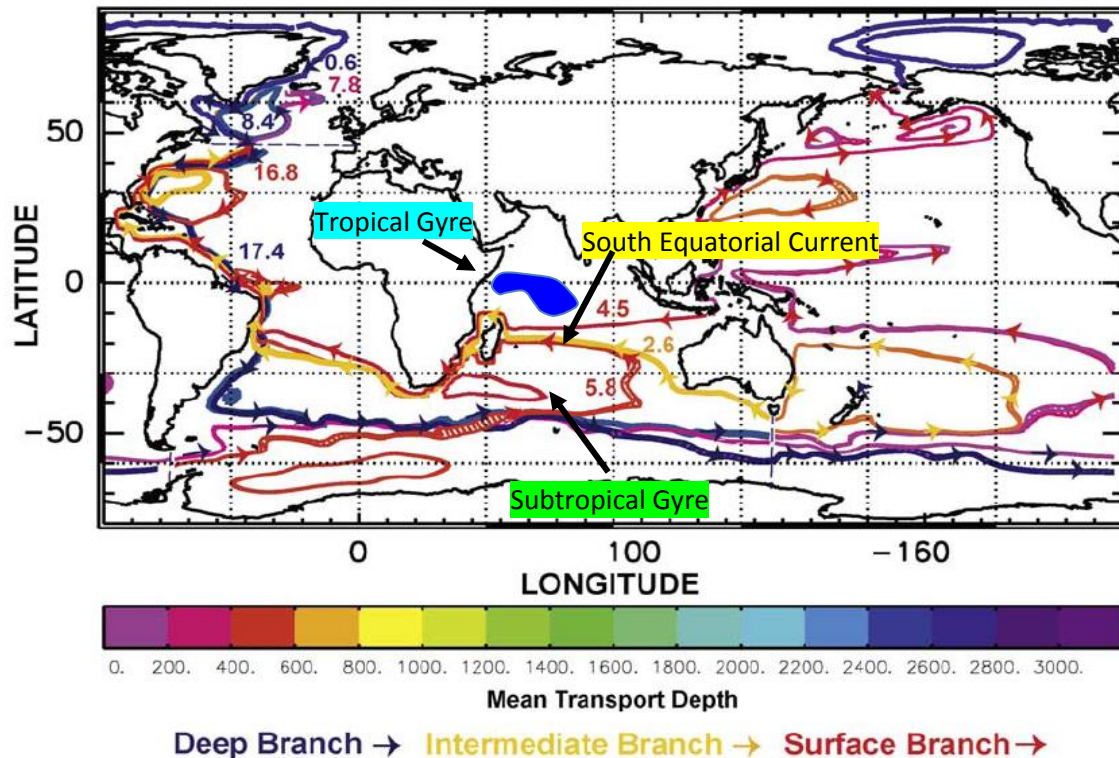 0.6
7.8
8.4
50
16.8
Tropical Gyre
South Equatorial Current
17.4
LATITUDE
0
4.5
2.6
5.8
-50
Subtropical Gyre
0 100 -160
LONGITUDE
0. 200. 400. 600. 800. 1000. 1200. 1400. 1600. 1800. 2000. 2200. 2400. 2600. 2800. 3000.
Mean Transport Depth
Deep Branch → Intermediate Branch → Surface Branch →